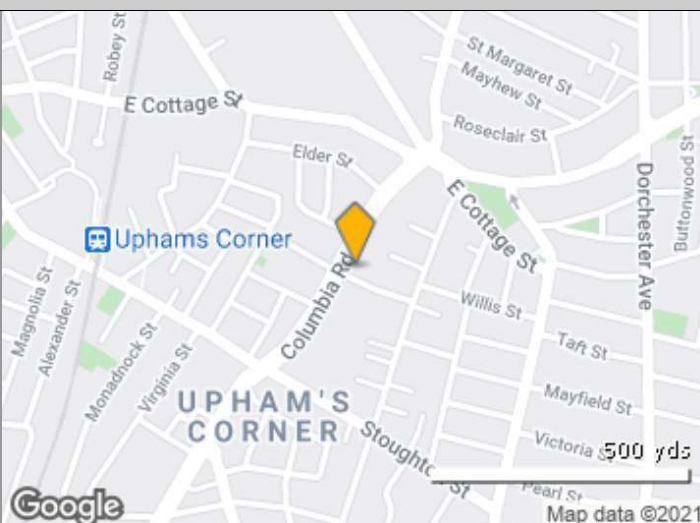 Robey St
E Cottage St
St Margaret St
Mayhew St
Roseclair St
Elder St
Dorchester Ave
Buttonwood St
E Cottage St
Uphams Corner
Columbia Rd
Magnolia St
Alexander St
Monadnock St
Virginia St
Willis St
Taft St
UPHAM'S
CORNER
Mayfield St
Stoughton St
Victoria St
500 yds
Pearl St
Google
Map data ©2021